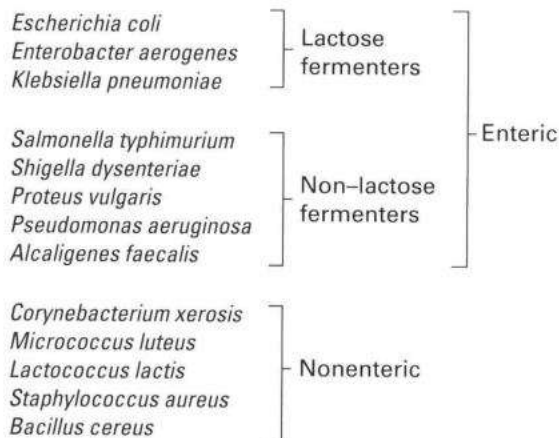 Escherichia coli
Enterobacter aerogenes
Klebsiella pneumoniae
Lactose
fermenters
Salmonella typhimurium
Shigella dysenteriae
Proteus vulgaris
Pseudomonas aeruginosa
Alcaligenes faecalis
Non–lactose
fermenters
Enteric
Corynebacterium xerosis
Micrococcus luteus
Lactococcus lactis
Staphylococcus aureus
Bacillus cereus
Nonenteric